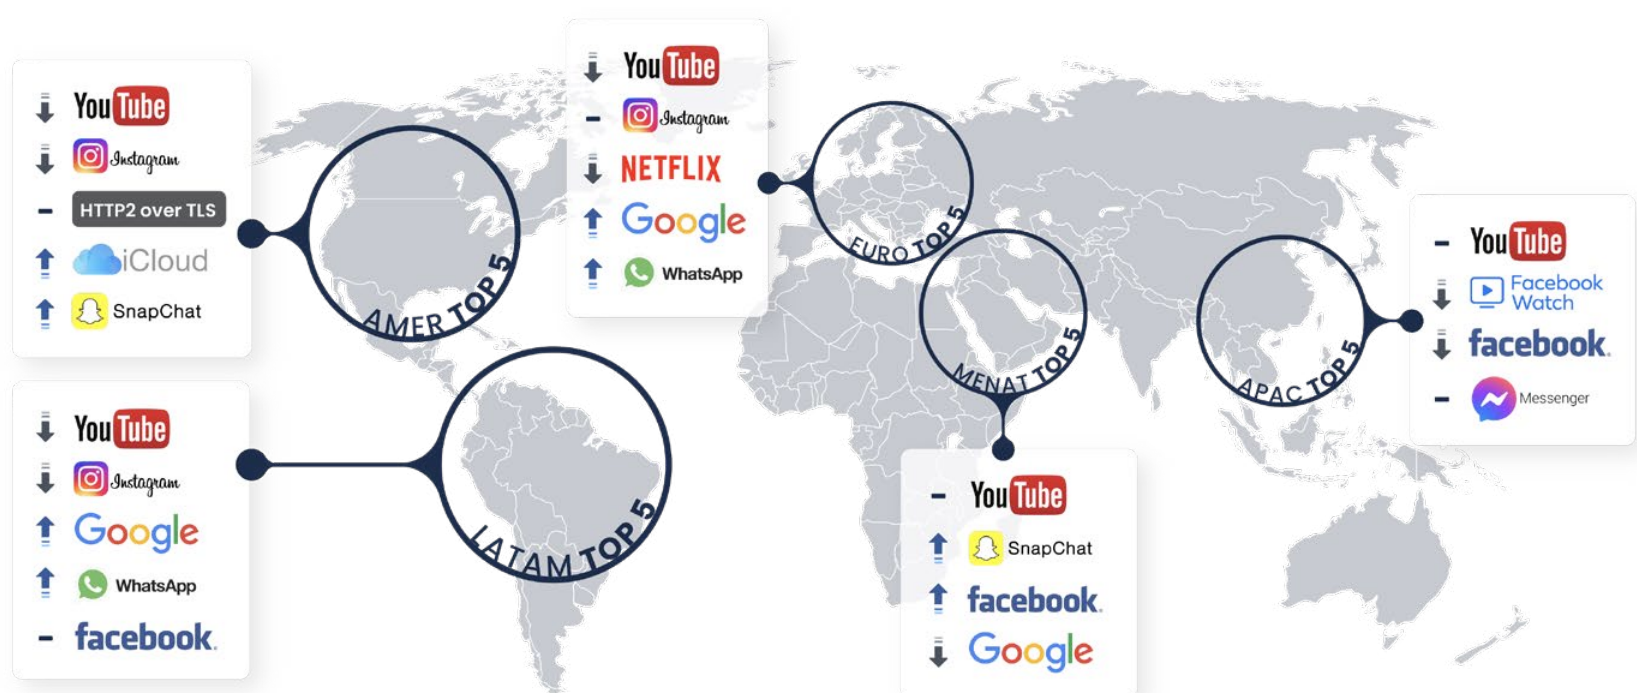 YouTube
Instagram
HTTP2 over TLS
iCloud
SnapChat
AMER TOP 5
YouTube
Instagram
NETFLIX
Google
WhatsApp
EURO TOP 5
YouTube
Facebook
Watch
facebook.
Messenger
APAC TOP 5
YouTube
Instagram
Google
WhatsApp
facebook.
LATAM TOP 5
MENAT TOP 5
YouTube
SnapChat
facebook.
Google